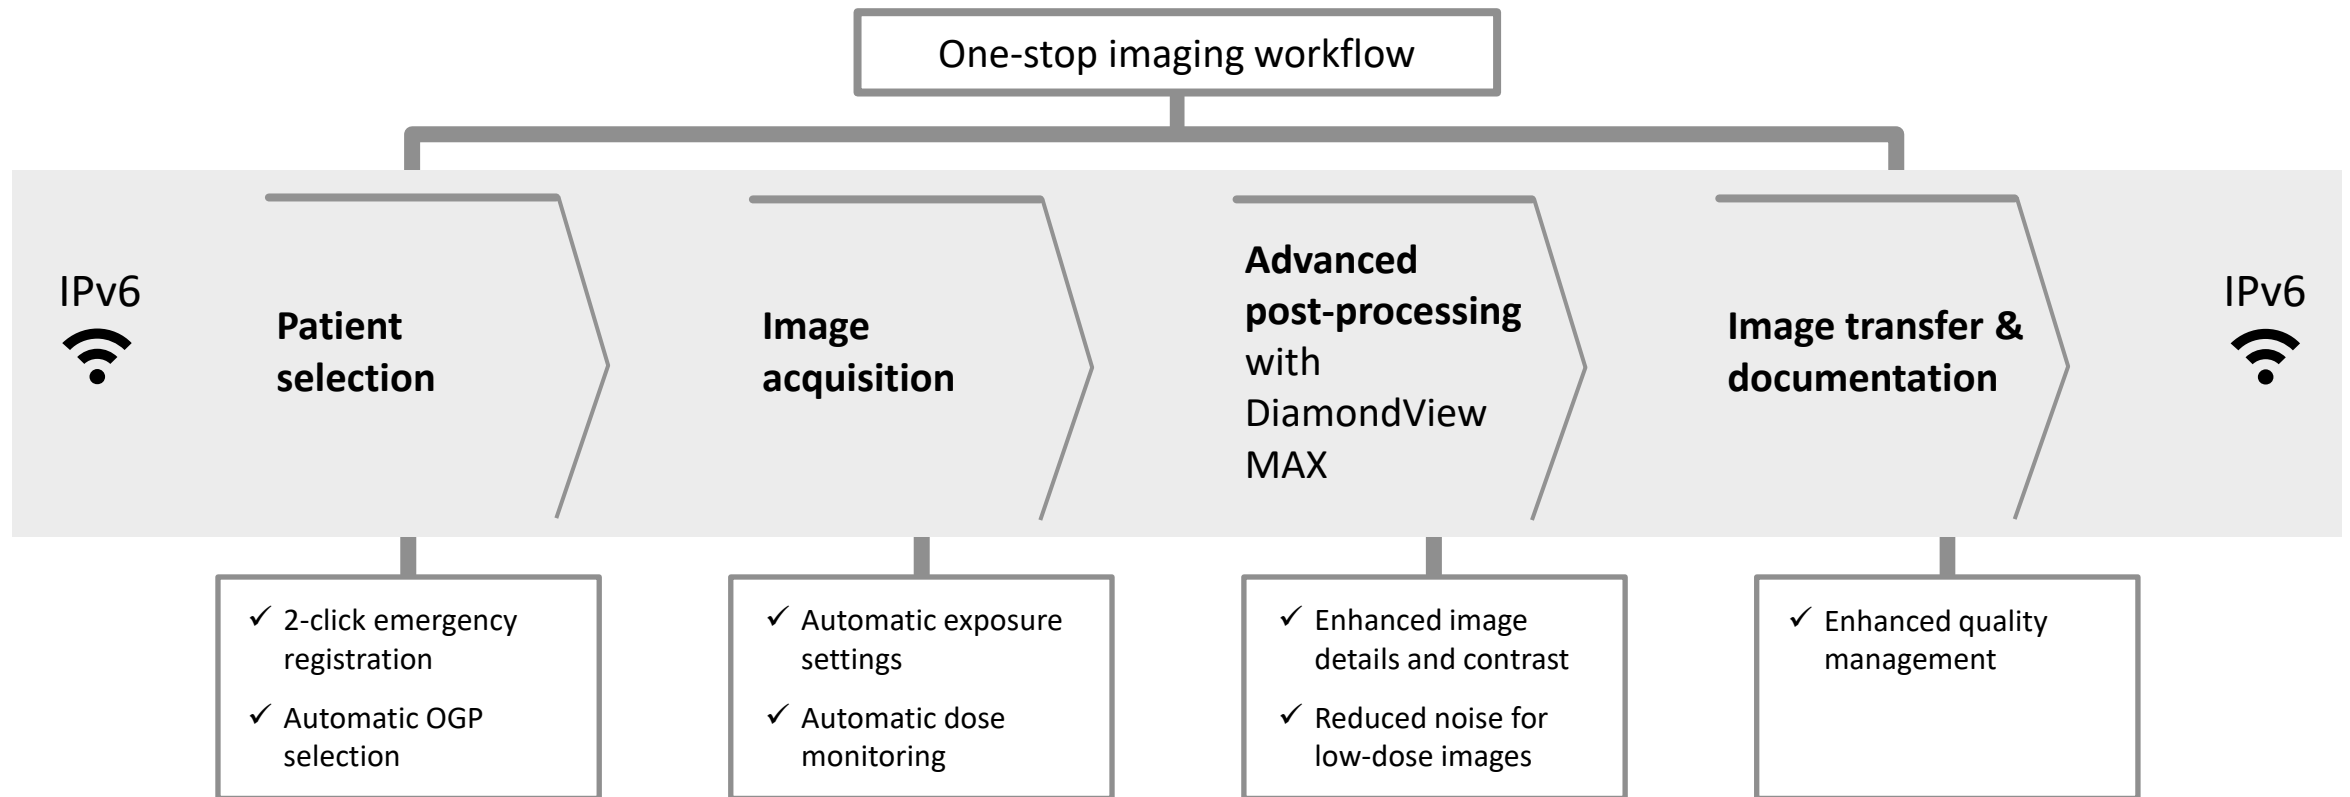 One-stop imaging workflow
IPv6
Patient
selection
Image
acquisition
Advanced
post-processing
with
DiamondView
MAX
Image transfer &
documentation
IPv6
✓ 2-click emergency
registration
✓ Automatic OGP
selection
✓ Automatic exposure
settings
✓ Automatic dose
monitoring
✓ Enhanced image
details and contrast
✓ Reduced noise for
low-dose images
✓ Enhanced quality
management